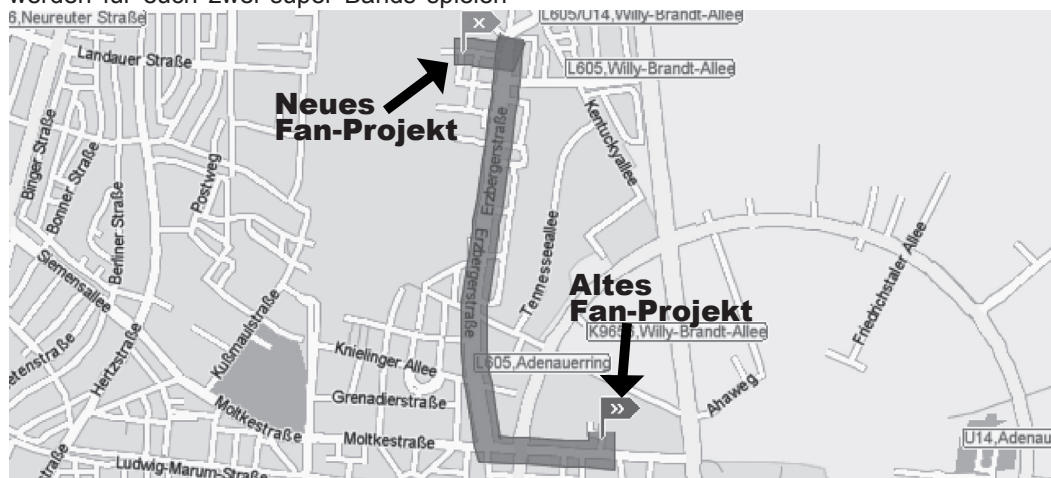 6,Neureuter Straße
L605/U14,Willy-Brandt-Allee
Landauer Straße
L605,Willy-Brandt-Allee
Neues
Fan-Projekt
Kentuckyallee
Binger Straße
Bonner Straße
Berliner Straße
Postweg
Erzbergerstraße
Erzbergerstraße
Tennesseeallee
Friedrichstaler Allee
Siemensallee
Altes
Fan-Projekt
Willy-Brandt-Allee
Kußmaulstraße
Knielinger Allee
L605,Adenauerring
etenstraße
Hertzstraße
Grenadierstraße
Ahaweg
Moltkestraße
Moltkestraße
U14,Adenau
Ludwig-Marum-Straße